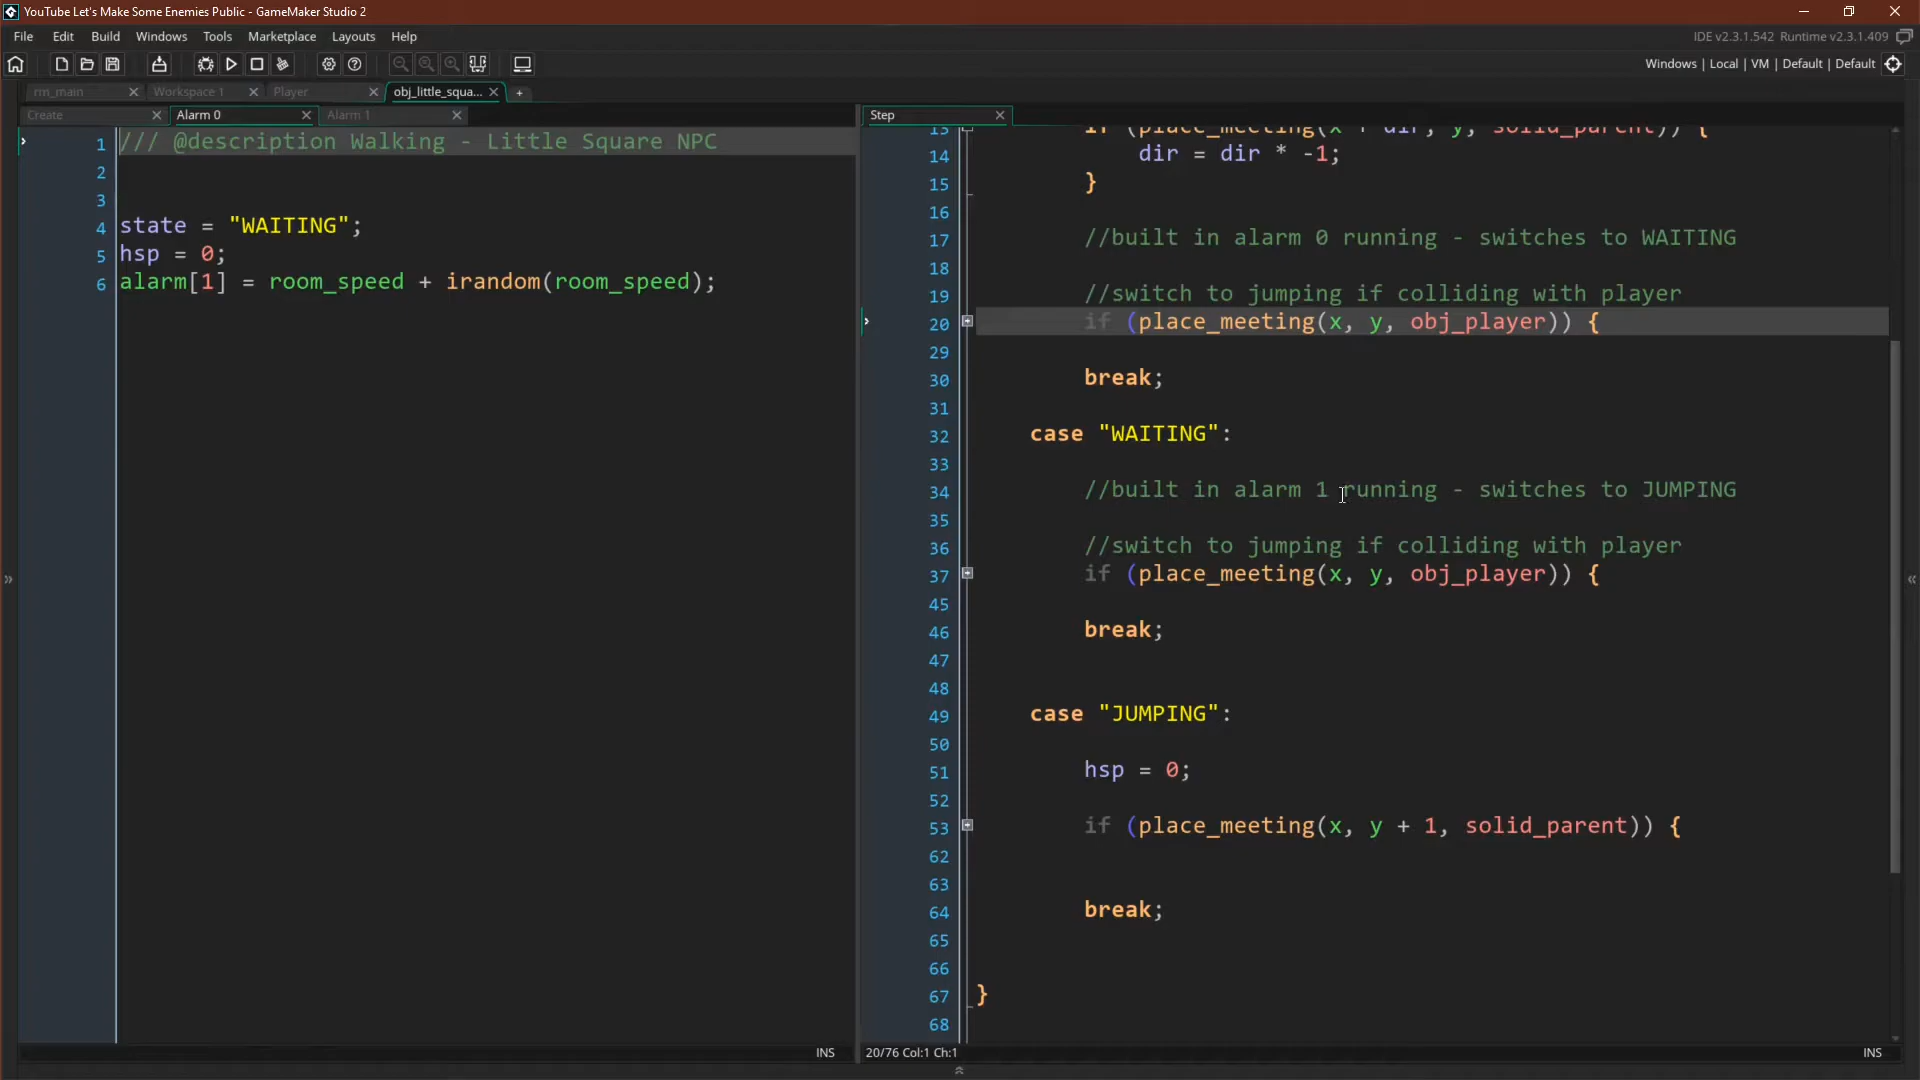 YouTube Let's Make Some Enemies Public - GameMaker Studio 2
File Edit Build Windows Tools Marketplace Layouts Help
IDE v2.3.1.542 Runtime v2.3.1.409
Windows | Local | VM | Default | Default
rm_main Workspace 1 Player obj_little_squa... +
Create Alarm 0 Alarm 1
1 /// @description Walking - Little Square NPC
2
3
4 state = "WAITING";
5 hsp = 0;
6 alarm[1] = room_speed + irandom(room_speed);
INS
Step
13 if (place_meeting(x + dir, y, solid_parent)) {
14 dir = dir * -1;
15 }
16
17 //built in alarm 0 running - switches to WAITING
18
19 //switch to jumping if colliding with player
20 if (place_meeting(x, y, obj_player)) {
29
30 break;
31
32 case "WAITING":
33
34 //built in alarm 1 running - switches to JUMPING
35
36 //switch to jumping if colliding with player
37 if (place_meeting(x, y, obj_player)) {
45
46 break;
47
48
49 case "JUMPING":
50
51 hsp = 0;
52
53 if (place_meeting(x, y + 1, solid_parent)) {
62
63
64 break;
65
66
67 }
68
20/76 Col:1 Ch:1
INS